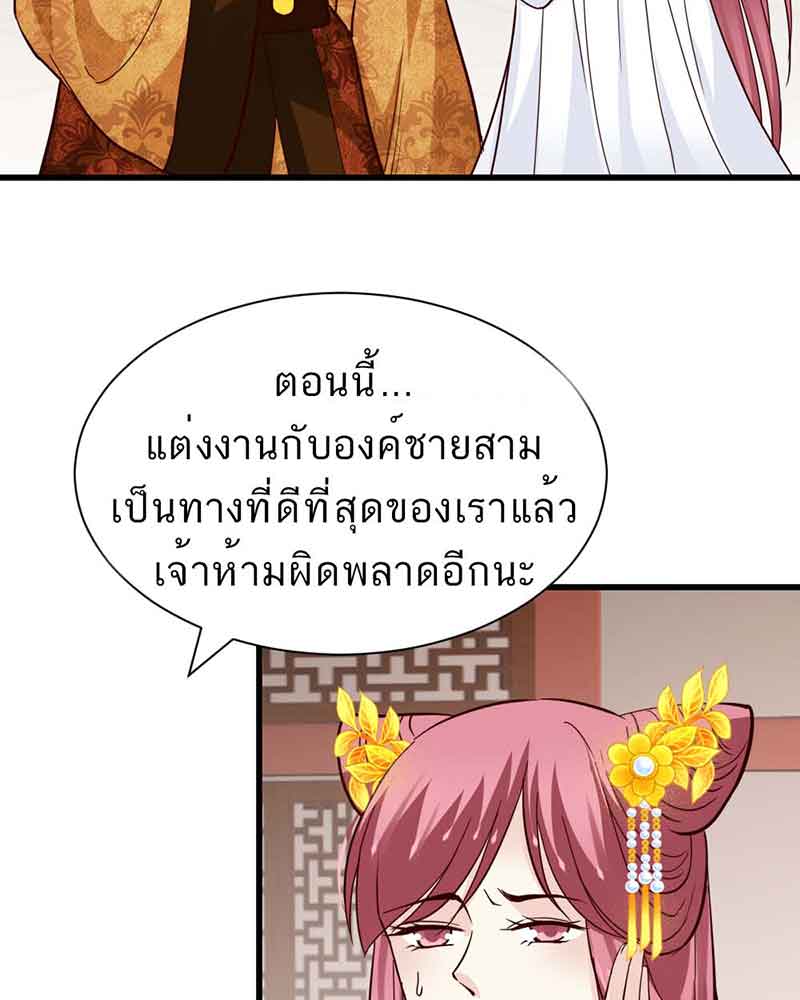 ตอนนี้...
แต่งงานกับองค์ชายสาม
เป็นทางที่ดีที่สุดของเราแล้ว
เจ้าห้ามผิดพลาดอีกนะ